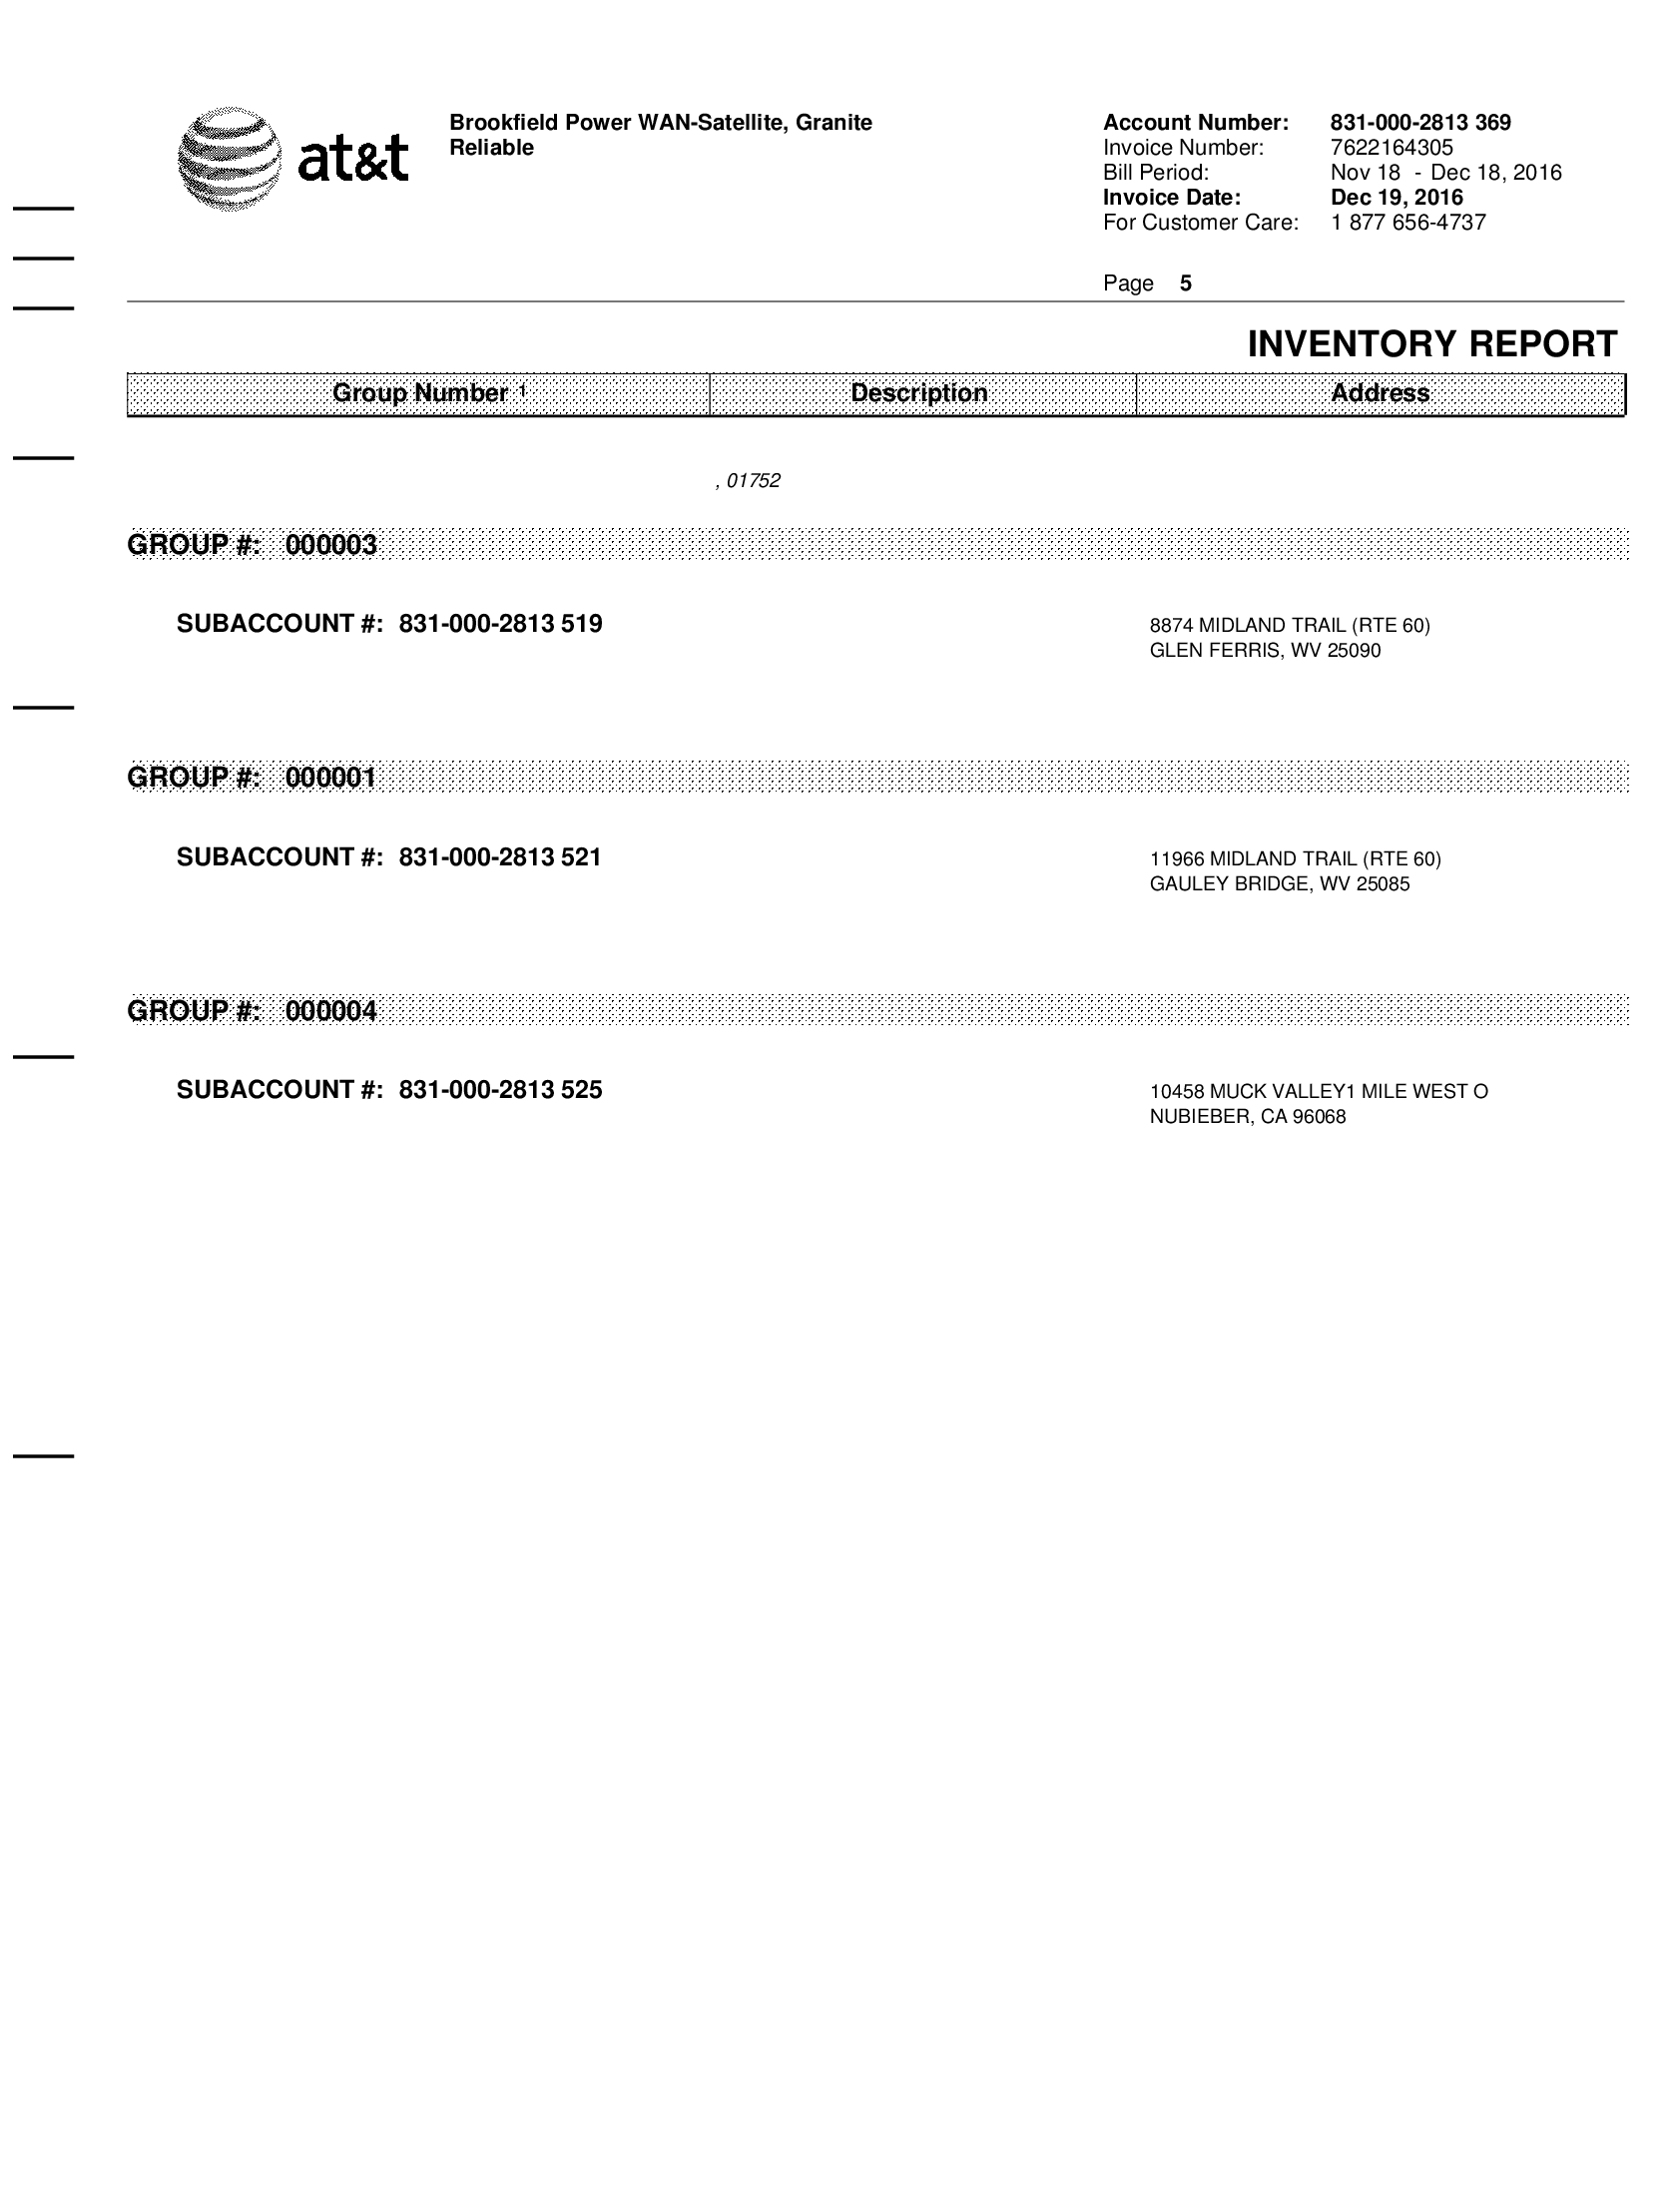 at&t
Brookfield Power WAN-Satellite, Granite
Reliable
Account Number: 831-000-2813 369
Invoice Number: 7622164305
Bill Period: Nov 18 - Dec 18, 2016
Invoice Date: Dec 19, 2016
For Customer Care: 1 877 656-4737
Page 5
INVENTORY REPORT
Group Number 1 Description Address
, 01752
GROUP #: 000003
SUBACCOUNT #: 831-000-2813 519 8874 MIDLAND TRAIL (RTE 60)
GLEN FERRIS, WV 25090
GROUP #: 000001
SUBACCOUNT #: 831-000-2813 521 11966 MIDLAND TRAIL (RTE 60)
GAULEY BRIDGE, WV 25085
GROUP #: 000004
SUBACCOUNT #: 831-000-2813 525 10458 MUCK VALLEY1 MILE WEST O
NUBIEBER, CA 96068